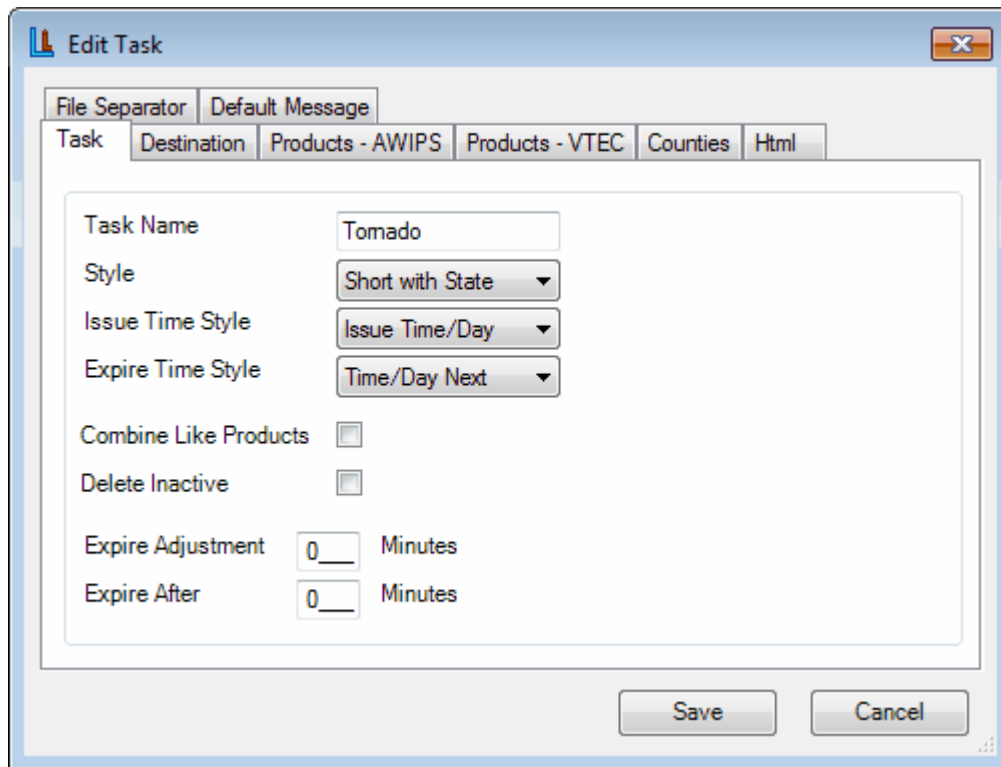 Edit Task
File Separator Default Message
Task Destination Products - AWIPS Products - VTEC Counties Html
Task Name Tornado
Style Short with State
Issue Time Style Issue Time/Day
Expire Time Style Time/Day Next
Combine Like Products
Delete Inactive
Expire Adjustment 0___ Minutes
Expire After 0___ Minutes
Save Cancel